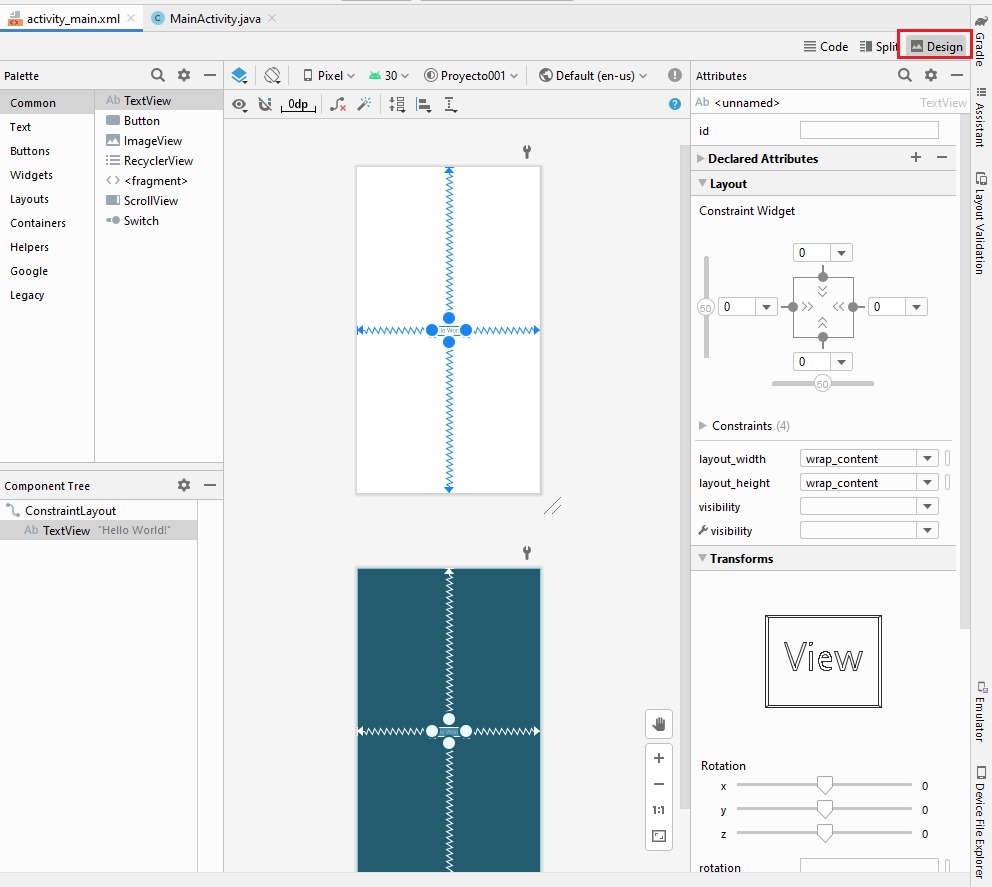 activity_main.xml
MainActivity.java
Code
Split
Design
Palette
Common
Text
Buttons
Widgets
Layouts
Containers
Helpers
Google
Legacy
Ab TextView
Button
ImageView
RecyclerView
<fragment>
ScrollView
Switch
Pixel
30
Proyecto001
Default (en-us)
0dp
Component Tree
ConstraintLayout
Ab TextView "Hello World!"
1:1
Attributes
Ab <unnamed> TextView
id
Declared Attributes
Layout
Constraint Widget
0
50
0
0
0
50
Constraints (4)
layout_width wrap_content
layout_height wrap_content
visibility
visibility
Transforms
View
Rotation
x 0
y 0
z 0
rotation
Gradle
Assistant
Layout Validation
Emulator
Device File Explorer